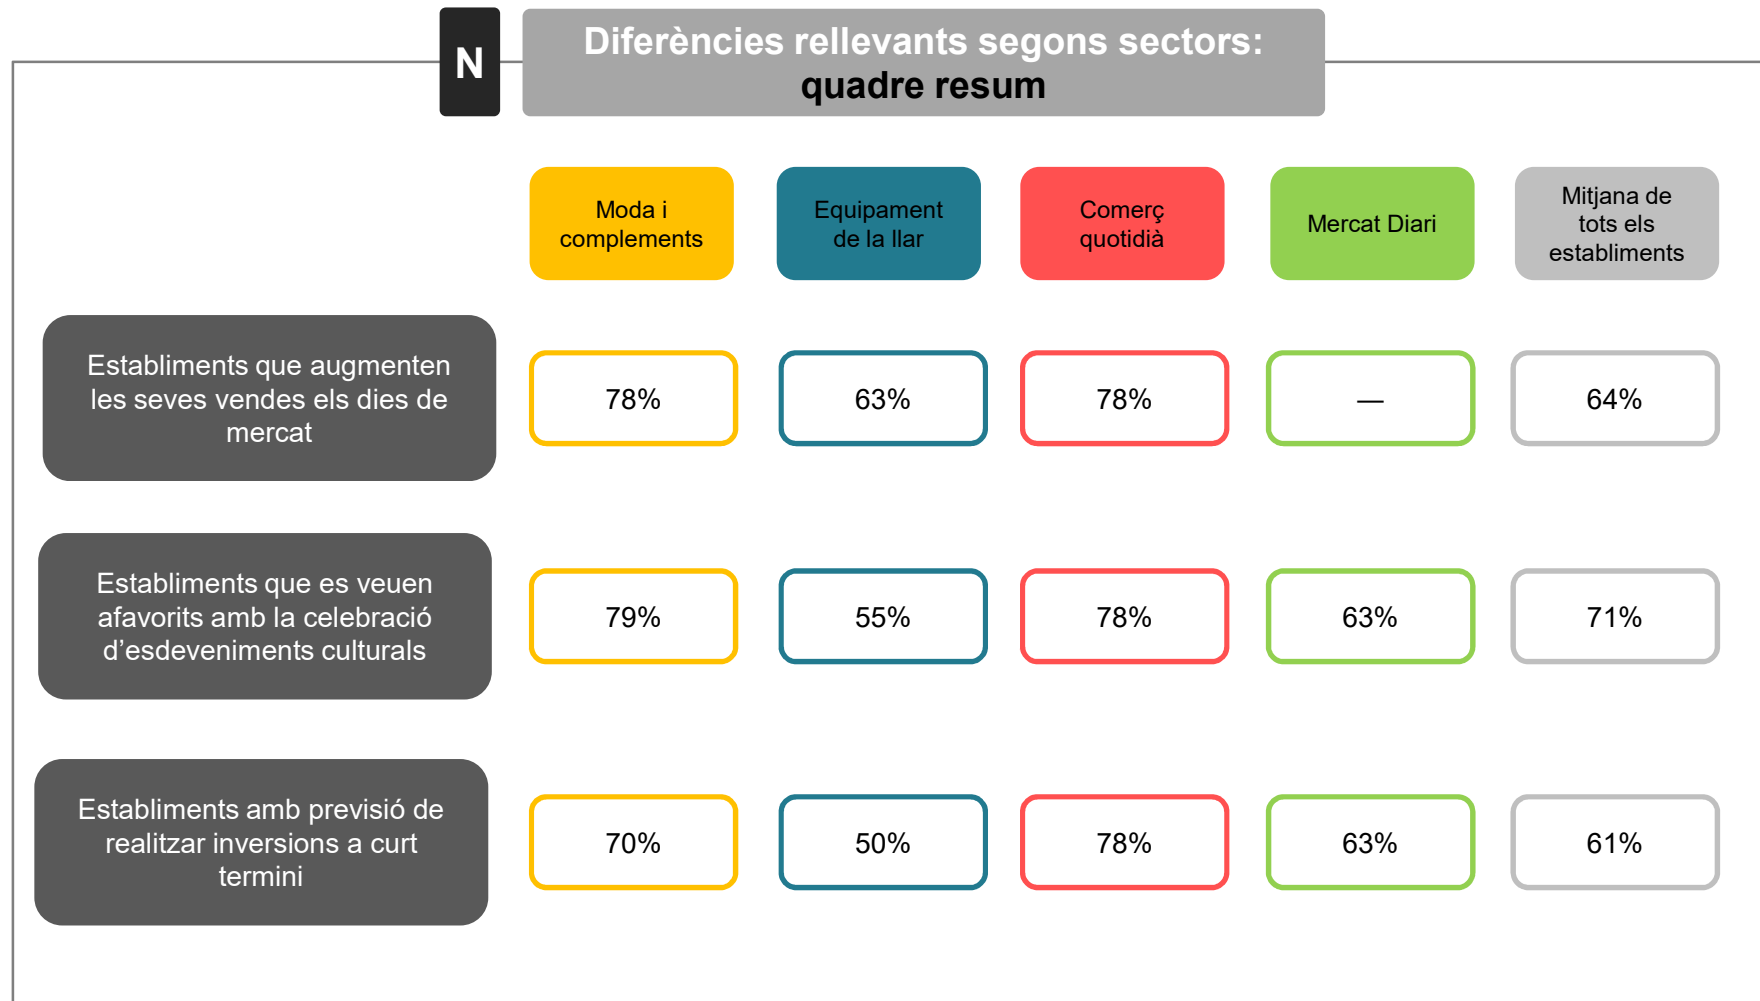 N
Diferències rellevants segons sectors:
quadre resum
Moda i
complements
Equipament
de la llar
Comerç
quotidià
Mercat Diari
Mitjana de
tots els
establiments
Establiments que augmenten
les seves vendes els dies de
mercat
78%
63%
78%
—
64%
Establiments que es veuen
afavorits amb la celebració
d’esdeveniments culturals
79%
55%
78%
63%
71%
Establiments amb previsió de
realitzar inversions a curt
termini
70%
50%
78%
63%
61%